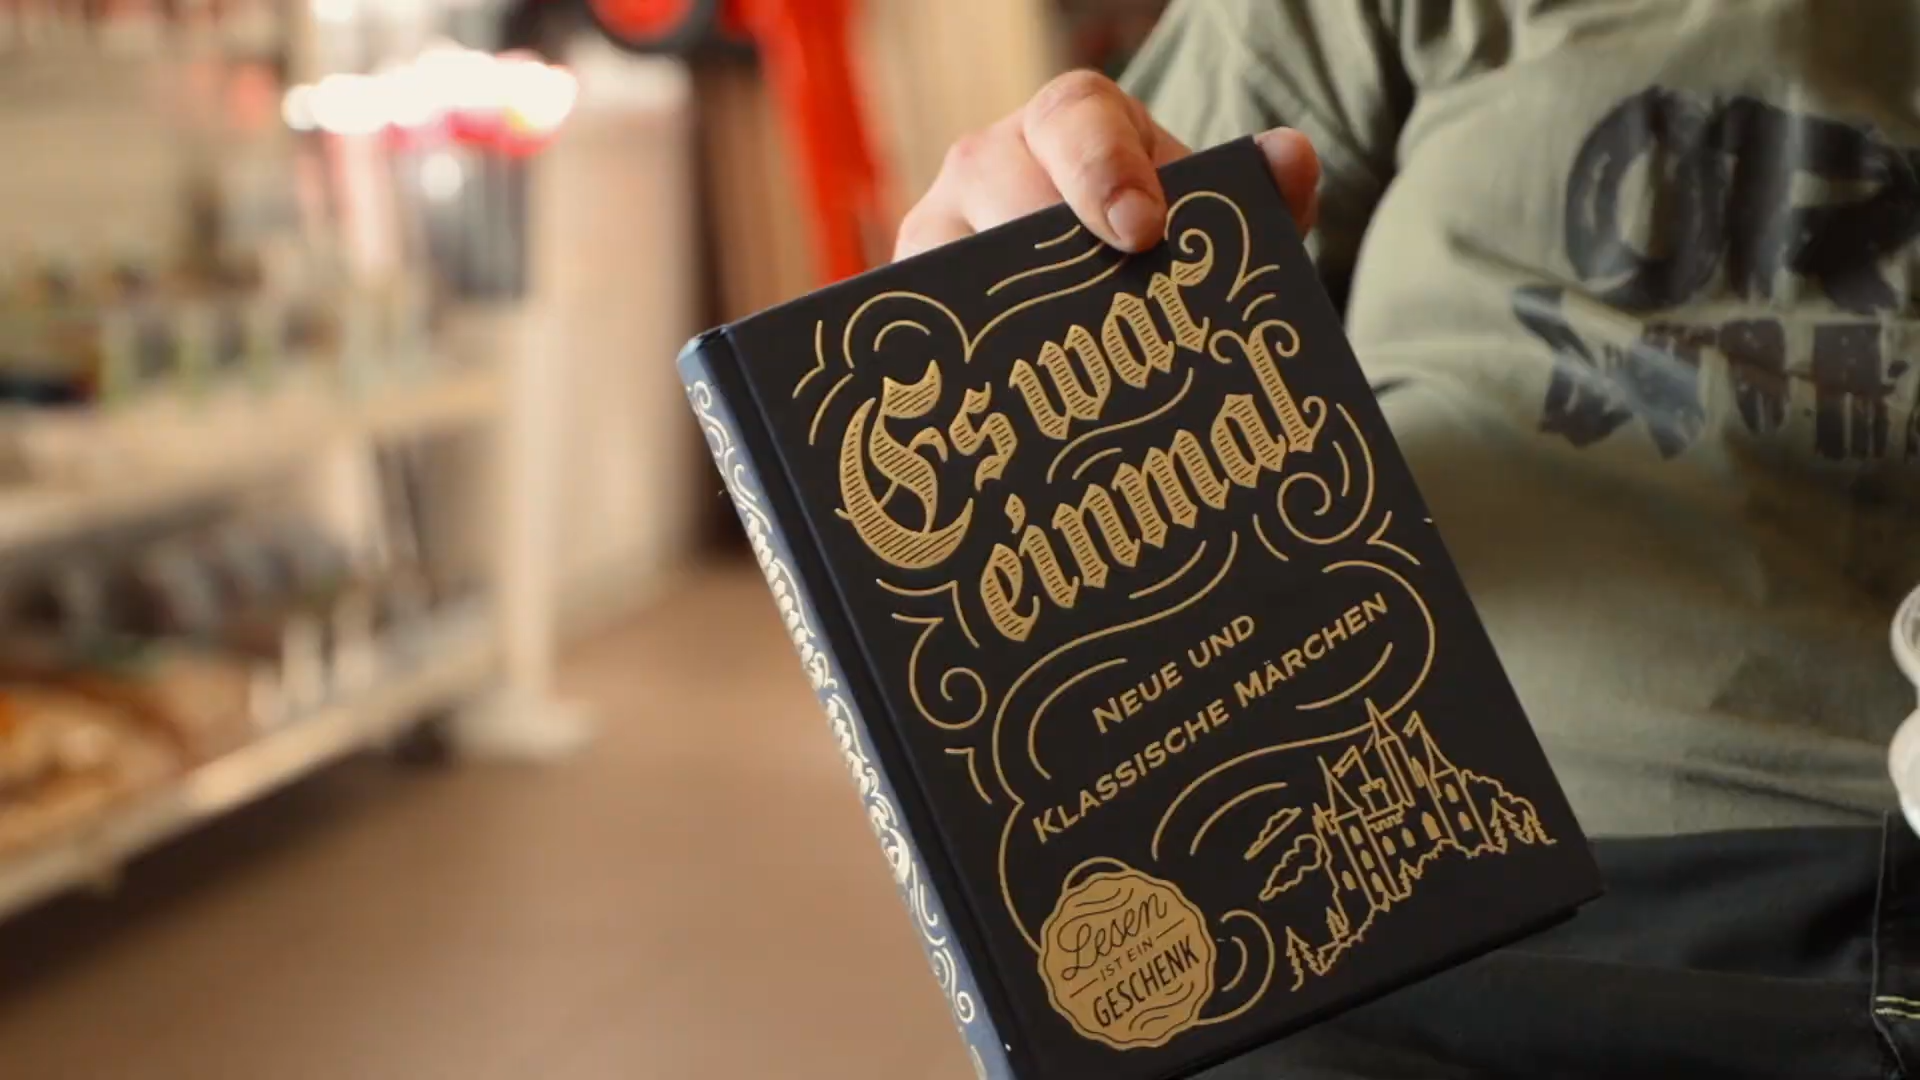 Es war
einmal
NEUE UND
KLASSISCHE MÄRCHEN
Lesen
IST EIN
GESCHENK